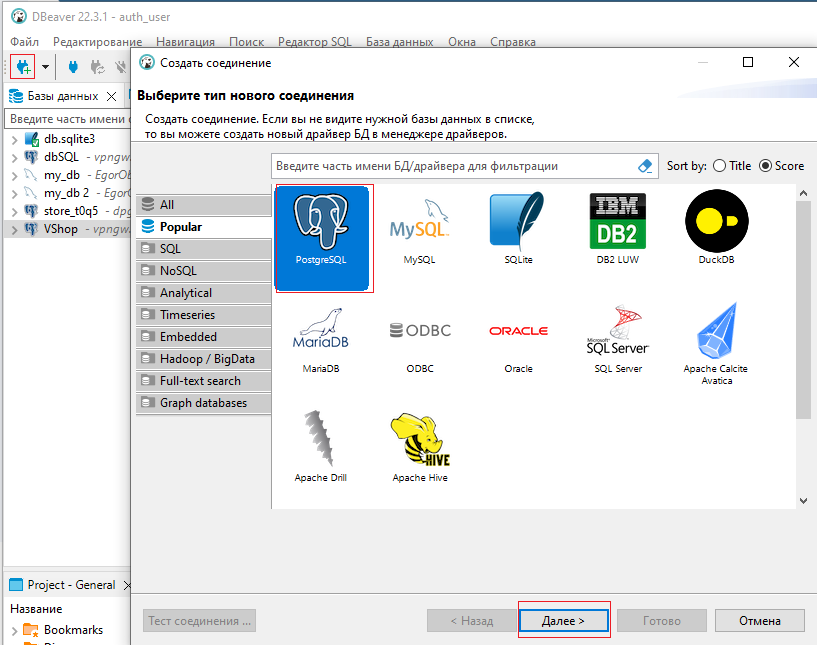 DBeaver 22.3.1 - auth_user
Файл Редактирование Навигация Поиск Редактор SQL База данных Окна Справка
Создать соединение
Базы данных
Введите часть имени
db.sqlite3
dbSQL - vpngw
my_db - EgorOb
my_db 2 - Egor
store_t0q5 - dpg
VShop - vpngw
Выберите тип нового соединения
Создать соединение. Если вы не видите нужной базы данных в списке,
то вы можете создать новый драйвер БД в менеджере драйверов.
Введите часть имени БД/драйвера для фильтрации
Sort by: Title Score
All
Popular
SQL
NoSQL
Analytical
Timeseries
Embedded
Hadoop / BigData
Full-text search
Graph databases
MySQL
IBM
DB2
PostgreSQL MySQL SQLite DB2 LUW DuckDB
MariaDB
ODBC
ORACLE
Microsoft
SQL Server
MariaDB ODBC Oracle SQL Server Apache Calcite
Avatica
HIVE
Apache Drill Apache Hive
Project - General
Название
Bookmarks
Тест соединения ... < Назад Далее > Готово Отмена